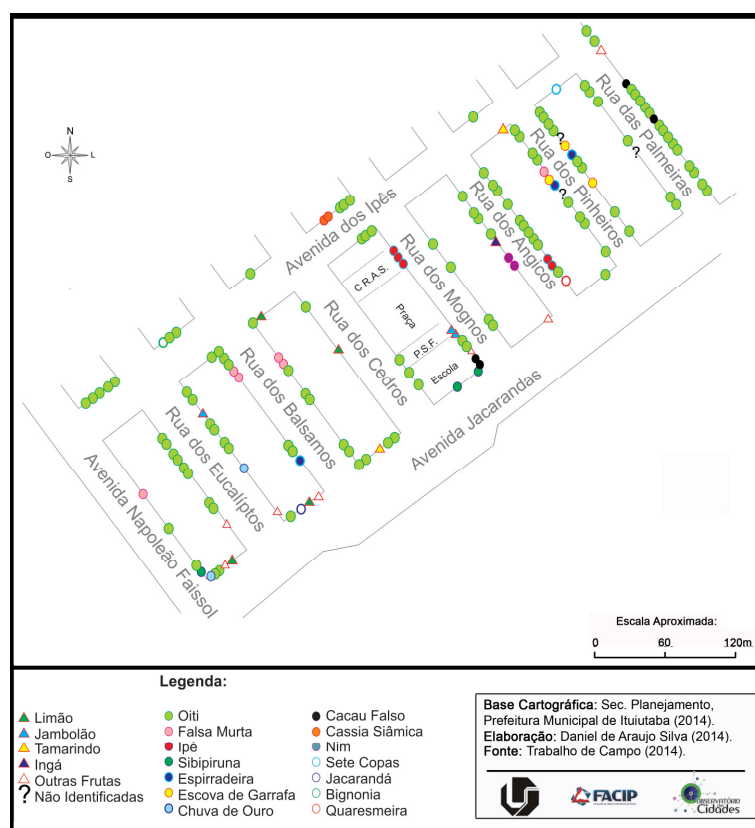 N
O L
S
Rua das Palmeiras
Rua dos Pinheiros
?
?
?
Avenida dos Ipês
Rua dos Angicos
C.R.A.S.
Rua dos Mognos
Praça
P.S.F.
Escola
Rua dos Cedros
Avenida Jacarandas
Rua dos Balsamos
Rua dos Eucalíptos
Avenida Napoleão Faissol
Escala Aproximada:
0 60 120m
Legenda:
Limão
Jambolão
Tamarindo
Ingá
Outras Frutas
? Não Identificadas
Oiti
Falsa Murta
Ipê
Sibipiruna
Espirradeira
Escova de Garrafa
Chuva de Ouro
Cacau Falso
Cassia Siâmica
Nim
Sete Copas
Jacarandá
Bignonia
Quaresmeira
Base Cartográfica: Sec. Planejamento,
Prefeitura Municipal de Ituiutaba (2014).
Elaboração: Daniel de Araujo Silva (2014).
Fonte: Trabalho de Campo (2014).
FACIP
OBSERVATÓRIO
das
Cidades